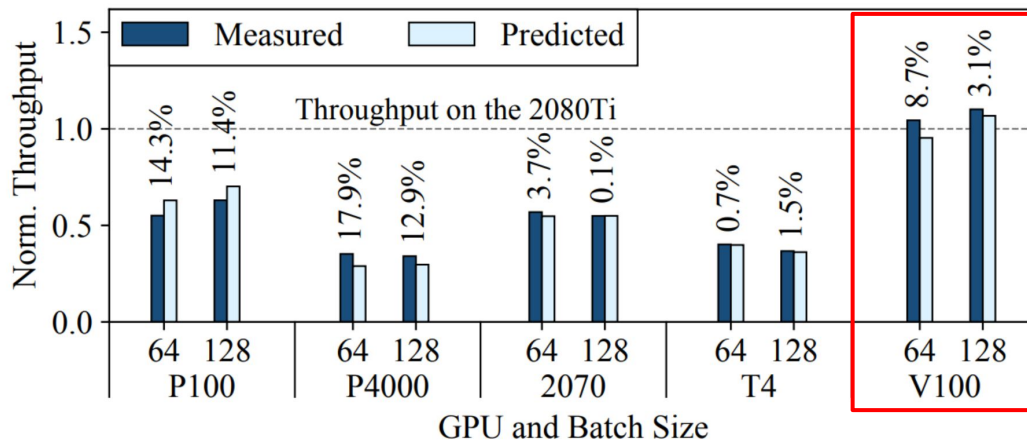 Norm. Throughput
1.5
1.0
0.5
0.0
Measured
Predicted
Throughput on the 2080Ti
14.3%
11.4%
17.9%
12.9%
3.7%
0.1%
0.7%
1.5%
8.7%
3.1%
64 128 64 128 64 128 64 128 64 128
P100 P4000 2070 T4 V100
GPU and Batch Size